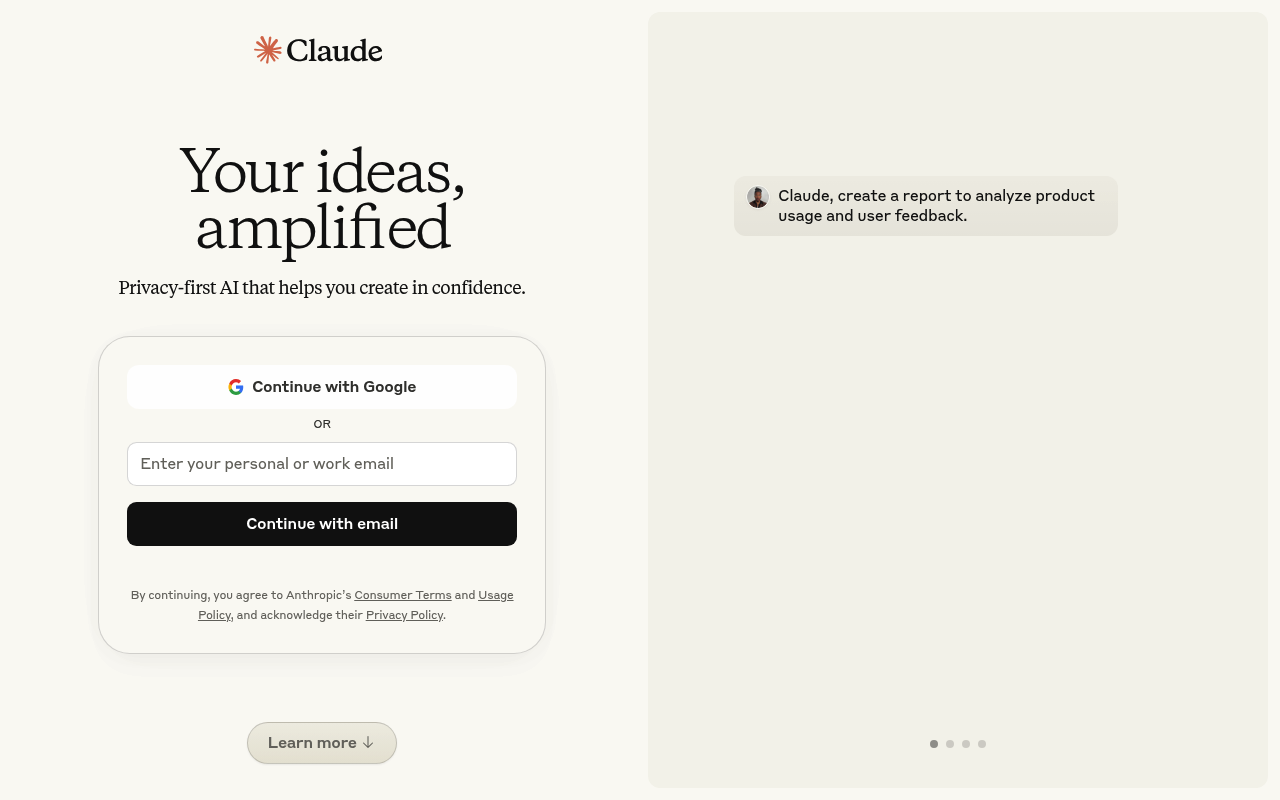 Claude
Your ideas,
amplified
Privacy-first AI that helps you create in confidence.
Continue with Google
OR
Enter your personal or work email
Continue with email
By continuing, you agree to Anthropic's Consumer Terms and Usage
Policy, and acknowledge their Privacy Policy.
Learn more ↓
Claude, create a report to analyze product
usage and user feedback.